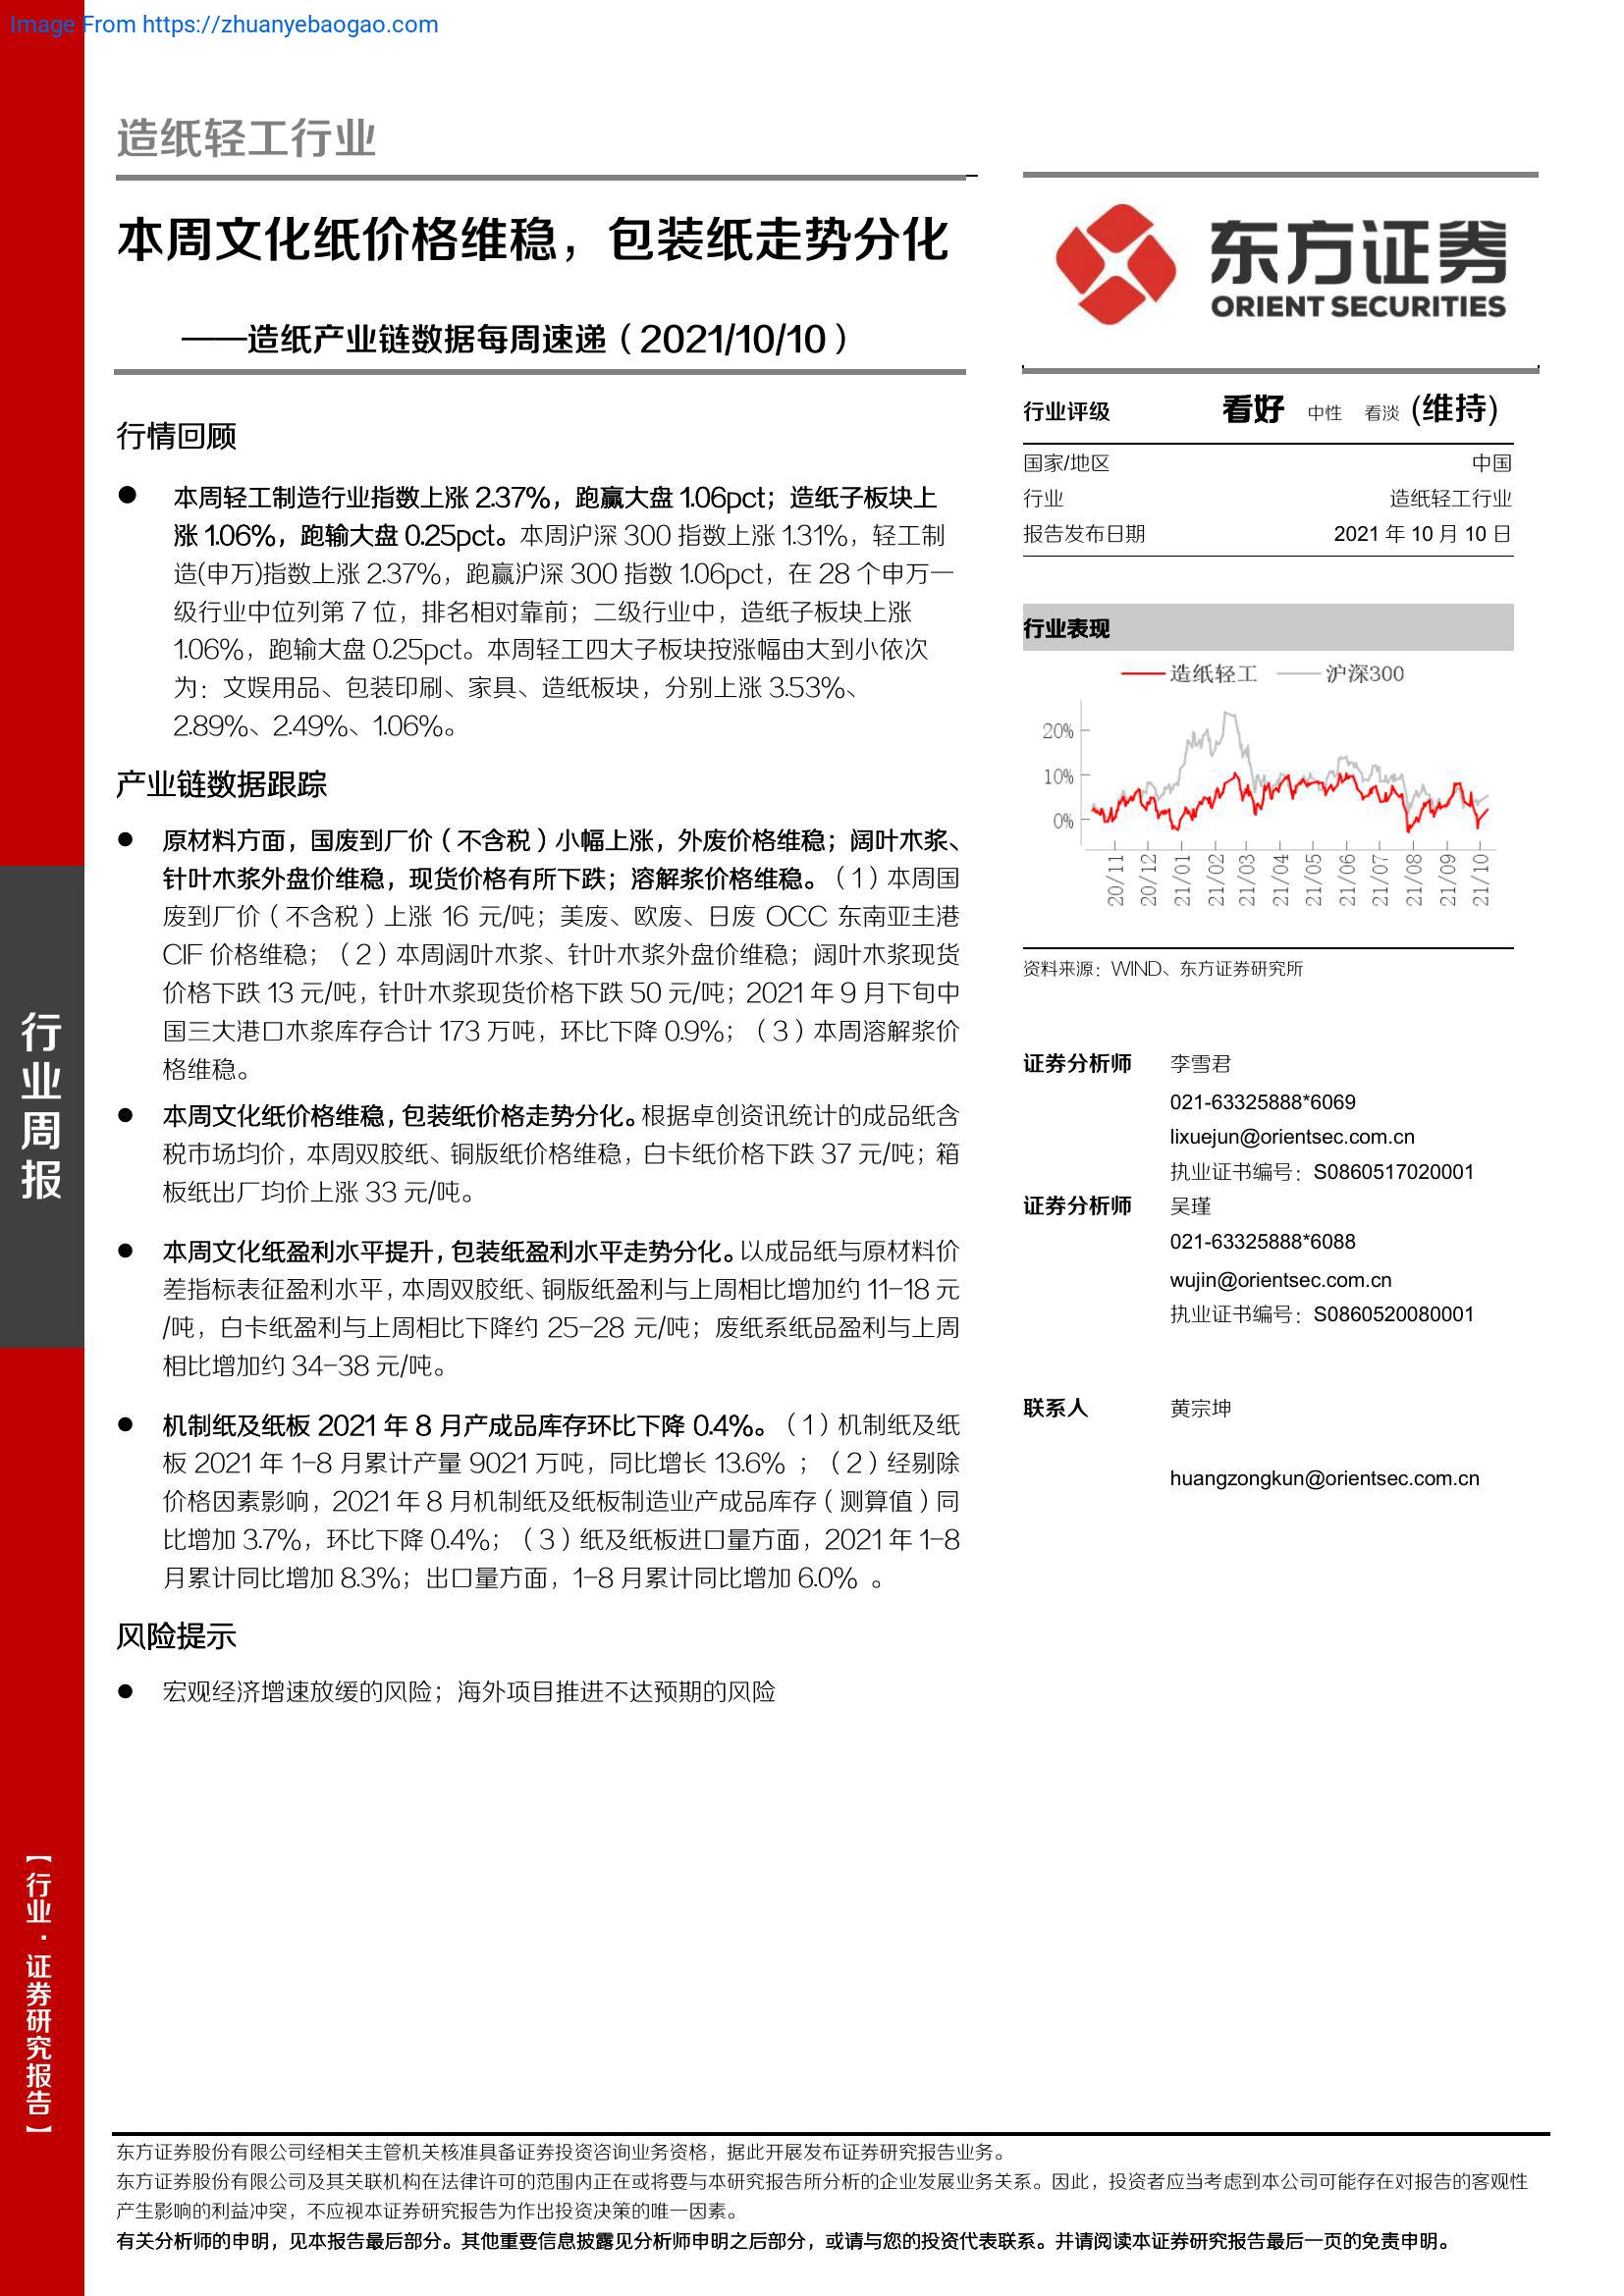 Image From https://zhuanyebaogao.com
造纸轻工行业
本周文化纸价格维稳，包装纸走势分化
——造纸产业链数据每周速递（2021/10/10）
行情回顾
● 本周轻工制造行业指数上涨 2.37%，跑赢大盘 1.06pct；造纸子板块上
涨 1.06%，跑输大盘 0.25pct。本周沪深 300 指数上涨 1.31%，轻工制
造(申万)指数上涨 2.37%，跑赢沪深 300 指数 1.06pct，在 28 个申万一
级行业中位列第 7 位，排名相对靠前；二级行业中，造纸子板块上涨
1.06%，跑输大盘 0.25pct。本周轻工四大子板块按涨幅由大到小依次
为：文娱用品、包装印刷、家具、造纸板块，分别上涨 3.53%、
2.89%、2.49%、1.06%。
产业链数据跟踪
● 原材料方面，国废到厂价（不含税）小幅上涨，外废价格维稳；阔叶木浆、
针叶木浆外盘价维稳，现货价格有所下跌；溶解浆价格维稳。（1）本周国
废到厂价（不含税）上涨 16 元/吨；美废、欧废、日废 OCC 东南亚主港
CIF 价格维稳；（2）本周阔叶木浆、针叶木浆外盘价维稳；阔叶木浆现货
价格下跌 13 元/吨，针叶木浆现货价格下跌 50 元/吨；2021 年 9 月下旬中
国三大港口木浆库存合计 173 万吨，环比下降 0.9%；（3）本周溶解浆价
格维稳。
● 本周文化纸价格维稳，包装纸价格走势分化。根据卓创资讯统计的成品纸含
税市场均价，本周双胶纸、铜版纸价格维稳，白卡纸价格下跌 37 元/吨；箱
板纸出厂均价上涨 33 元/吨。
● 本周文化纸盈利水平提升，包装纸盈利水平走势分化。以成品纸与原材料价
差指标表征盈利水平，本周双胶纸、铜版纸盈利与上周相比增加约 11-18 元
/吨，白卡纸盈利与上周相比下降约 25-28 元/吨；废纸系纸品盈利与上周
相比增加约 34-38 元/吨。
● 机制纸及纸板 2021 年 8 月产成品库存环比下降 0.4%。（1）机制纸及纸
板 2021 年 1-8 月累计产量 9021 万吨，同比增长 13.6% ；（2）经剔除
价格因素影响，2021 年 8 月机制纸及纸板制造业产成品库存（测算值）同
比增加 3.7%，环比下降 0.4%；（3）纸及纸板进口量方面，2021 年 1-8
月累计同比增加 8.3%；出口量方面，1-8 月累计同比增加 6.0% 。
风险提示
● 宏观经济增速放缓的风险；海外项目推进不达预期的风险
东方证券
ORIENT SECURITIES
行业评级 看好 中性 看淡 (维持)
国家/地区 中国
行业 造纸轻工行业
报告发布日期 2021 年 10 月 10 日
行业表现
造纸轻工 沪深300
20%
10%
0%
20/11 20/12 21/01 21/02 21/03 21/04 21/05 21/06 21/07 21/08 21/09 21/10
资料来源：WIND、东方证券研究所
证券分析师 李雪君
021-63325888*6069
lixuejun@orientsec.com.cn
执业证书编号：S0860517020001
证券分析师 吴瑾
021-63325888*6088
wujin@orientsec.com.cn
执业证书编号：S0860520080001
联系人 黄宗坤
huangzongkun@orientsec.com.cn
行业周报
【行业·证券研究报告】
东方证券股份有限公司经相关主管机关核准具备证券投资咨询业务资格，据此开展发布证券研究报告业务。
东方证券股份有限公司及其关联机构在法律许可的范围内正在或将要与本研究报告所分析的企业发展业务关系。因此，投资者应当考虑到本公司可能存在对报告的客观性
产生影响的利益冲突，不应视本证券研究报告为作出投资决策的唯一因素。
有关分析师的申明，见本报告最后部分。其他重要信息披露见分析师申明之后部分，或请与您的投资代表联系。并请阅读本证券研究报告最后一页的免责申明。